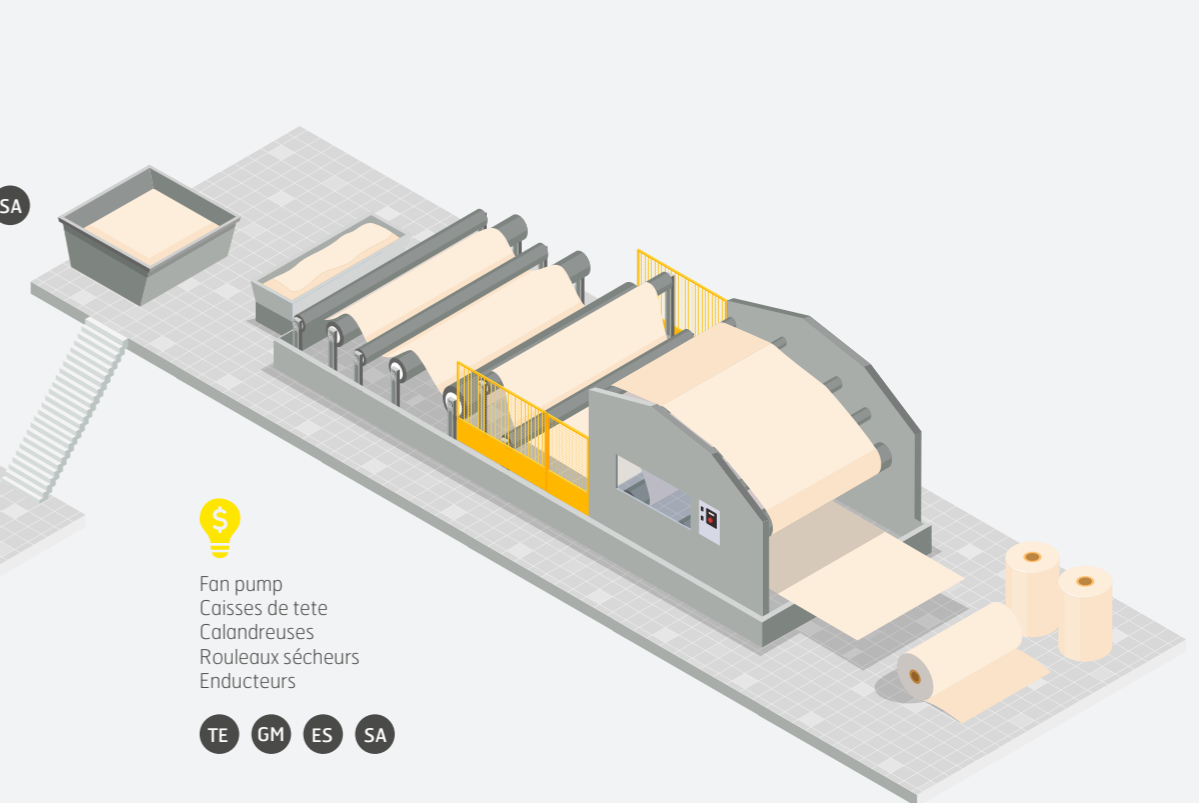 SA
$
Fan pump
Caisses de tete
Calandreuses
Rouleaux sécheurs
Enducteurs
TE GM ES SA